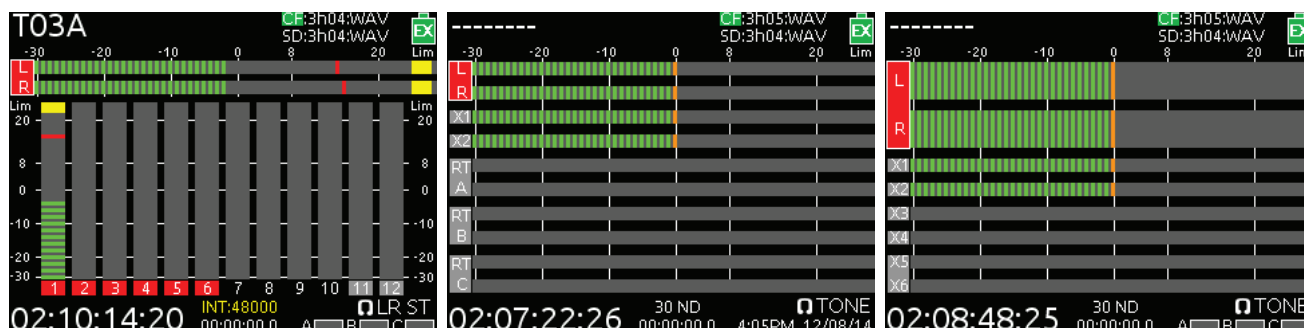 T03A
CF:3h04:WAV
SD:3h04:WAV
EX
-30 -20 -10 0 8 20 Lim
L
R
Lim Lim
20 20
8 8
0 0
-10 -10
-20 -20
-30 -30
1 2 3 4 5 6 7 8 9 10 11 12
02:10:14:20
INT:48000
LR ST
00:00:00.0 A B C
--------
CF:3h05:WAV
SD:3h04:WAV
EX
-30 -20 -10 0 8 20 Lim
L
R
X1
X2
RT
A
RT
B
RT
C
02:07:22:26
30 ND
TONE
00:00:00.0 4:05PM 12/08/14
--------
CF:3h05:WAV
SD:3h04:WAV
EX
-30 -20 -10 0 8 20 Lim
L
R
X1
X2
X3
X4
X5
X6
02:08:48:25
30 ND
TONE
00:00:00.0 A B C